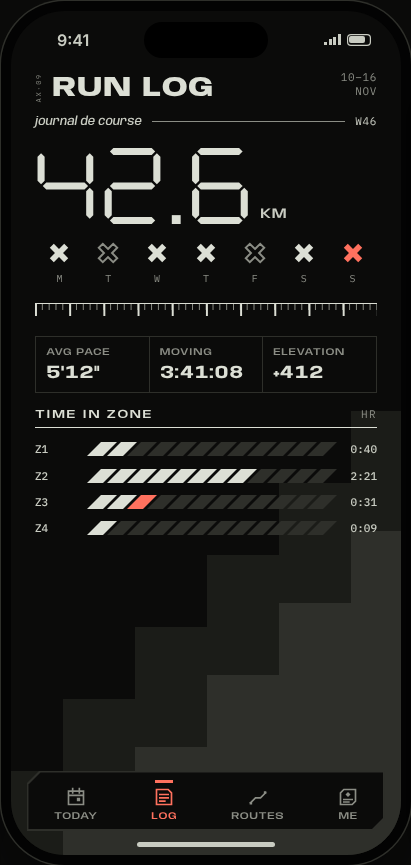 9:41
AX-09
RUN LOG
10–16
NOV
journal de course
W46
42.6 KM
M T W T F S S
AVG PACE MOVING ELEVATION
5'12" 3:41:08 +412
TIME IN ZONE HR
Z1 0:40
Z2 2:21
Z3 0:31
Z4 0:09
TODAY LOG ROUTES ME